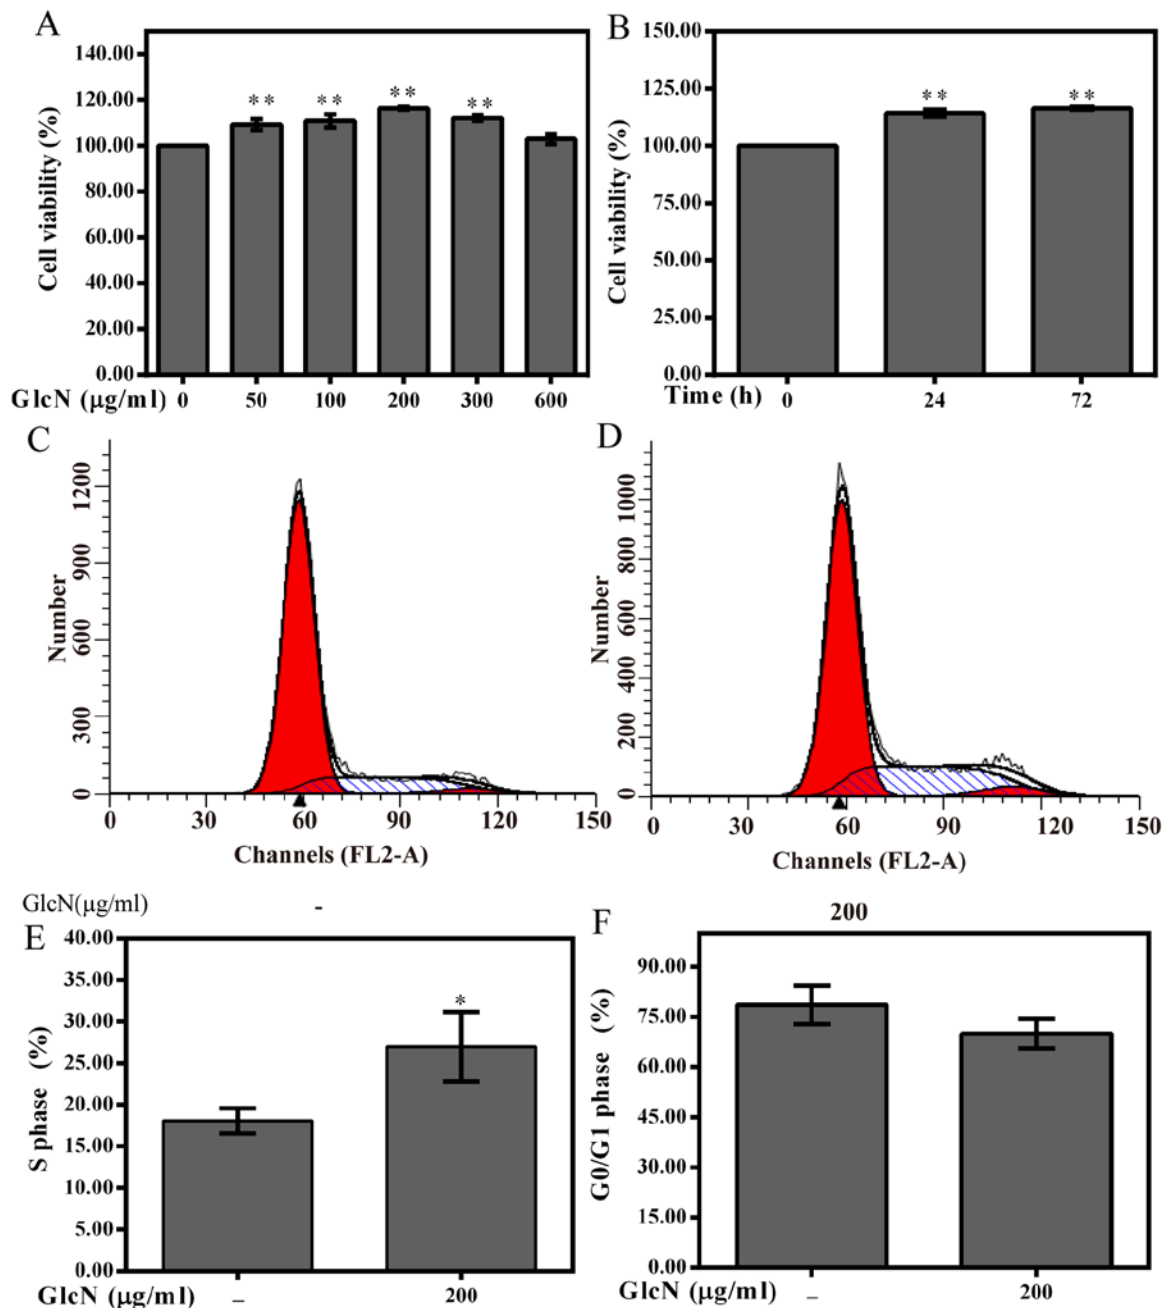 A
140.00
120.00
100.00
80.00
60.00
40.00
20.00
0.00
Cell viability (%)
** ** ** **
GlcN (μg/ml) 0 50 100 200 300 600
B
150.00
125.00
100.00
75.00
50.00
25.00
0.00
Cell viability (%)
** **
Time (h) 0 24 72
C
1200
900
600
300
0
Number
0 30 60 90 120 150
Channels (FL2-A)
D
1000
800
600
400
200
0
Number
0 30 60 90 120 150
Channels (FL2-A)
GlcN(μg/ml) - 200
E
40.00
35.00
30.00
25.00
20.00
15.00
10.00
5.00
0.00
S phase (%)
*
GlcN (μg/ml) – 200
F
90.00
75.00
60.00
45.00
30.00
15.00
0.00
G0/G1 phase (%)
GlcN (μg/ml) – 200